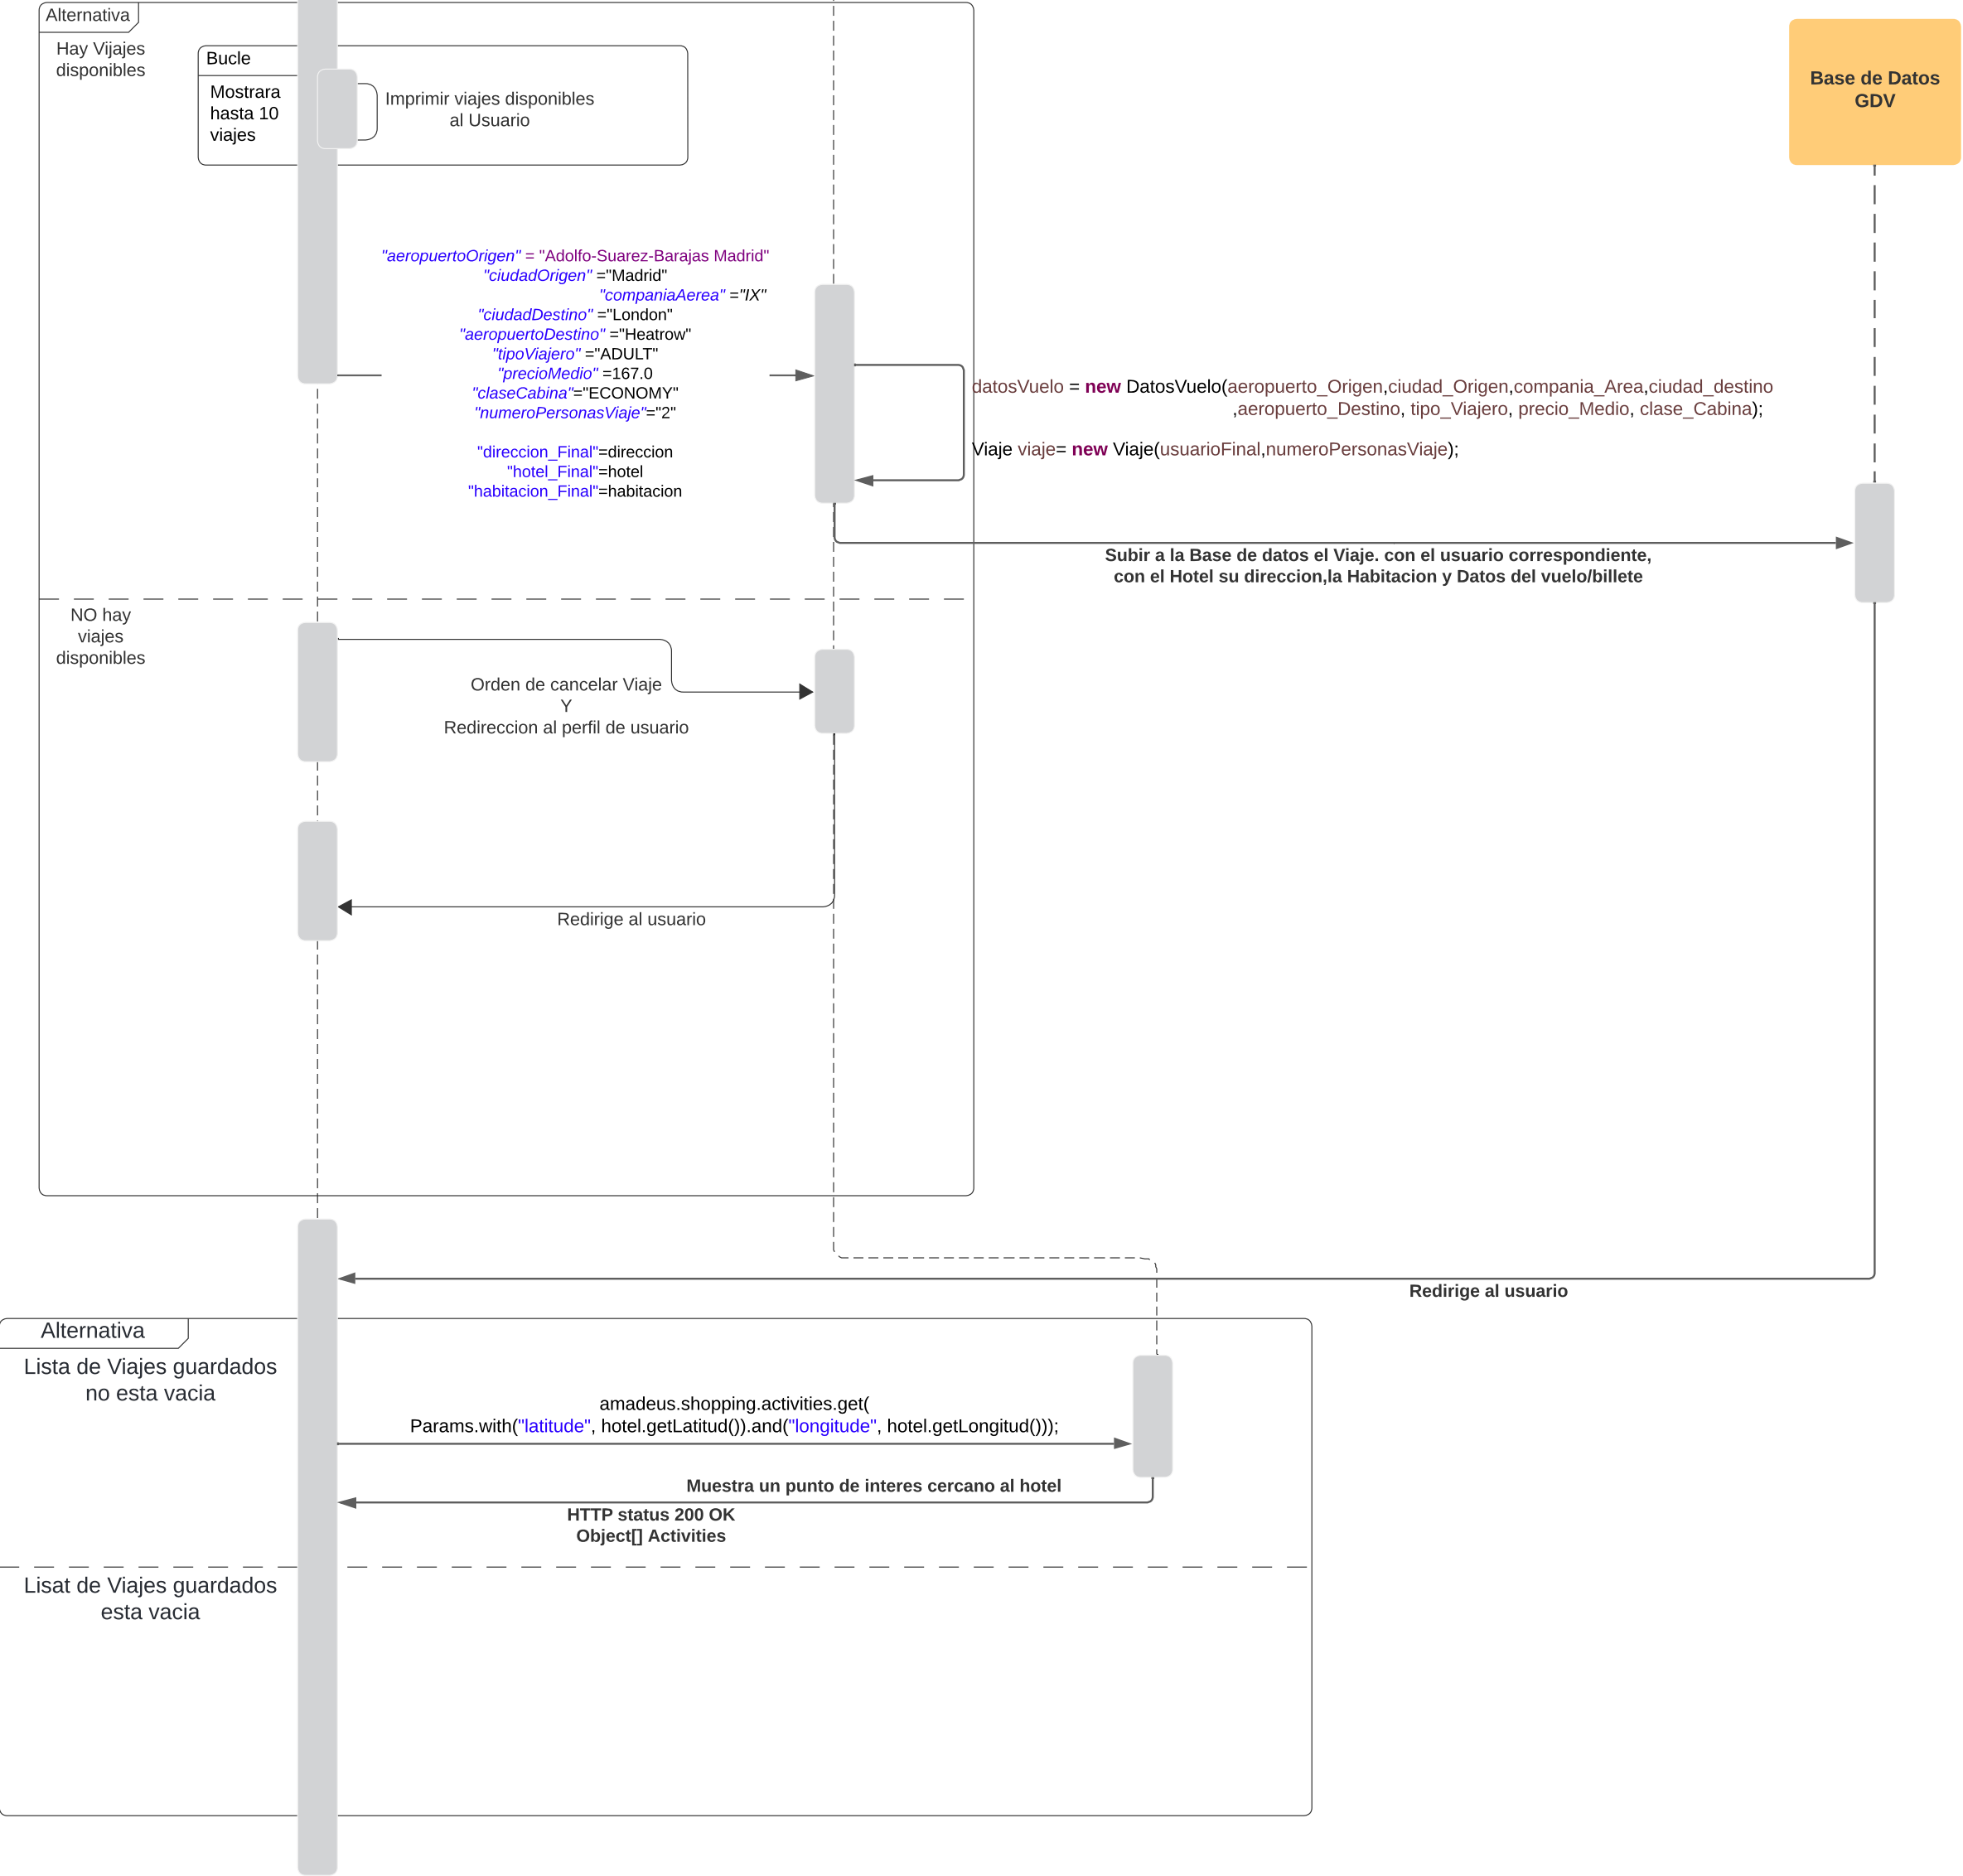 Alternativa
Hay Vijajes
disponibles
Bucle
Mostrara
hasta 10
viajes
Imprimir viajes disponibles
al Usuario
Base de Datos
GDV
"aeropuertoOrigen" = "Adolfo-Suarez-Barajas Madrid"
"ciudadOrigen" ="Madrid"
"companiaAerea" ="IX"
"ciudadDestino" ="London"
"aeropuertoDestino" ="Heatrow"
"tipoViajero" ="ADULT"
"precioMedio" =167.0
"claseCabina"="ECONOMY"
"numeroPersonasViaje"="2"
"direccion_Final"=direccion
"hotel_Final"=hotel
"habitacion_Final"=habitacion
datosVuelo = new DatosVuelo(aeropuerto_Origen,ciudad_Origen,compania_Area,ciudad_destino
,aeropuerto_Destino, tipo_Viajero, precio_Medio, clase_Cabina);
Viaje viaje= new Viaje(usuarioFinal,numeroPersonasViaje);
Subir a la Base de datos el Viaje. con el usuario correspondiente,
con el Hotel su direccion,la Habitacion y Datos del vuelo/billete
NO hay
viajes
disponibles
Orden de cancelar Viaje
Y
Redireccion al perfil de usuario
Redirige al usuario
Redirige al usuario
Alternativa
Lista de Viajes guardados
no esta vacia
amadeus.shopping.activities.get(
Params.with("latitude", hotel.getLatitud()).and("longitude", hotel.getLongitud()));
Muestra un punto de interes cercano al hotel
HTTP status 200 OK
Object[] Activities
Lisat de Viajes guardados
esta vacia